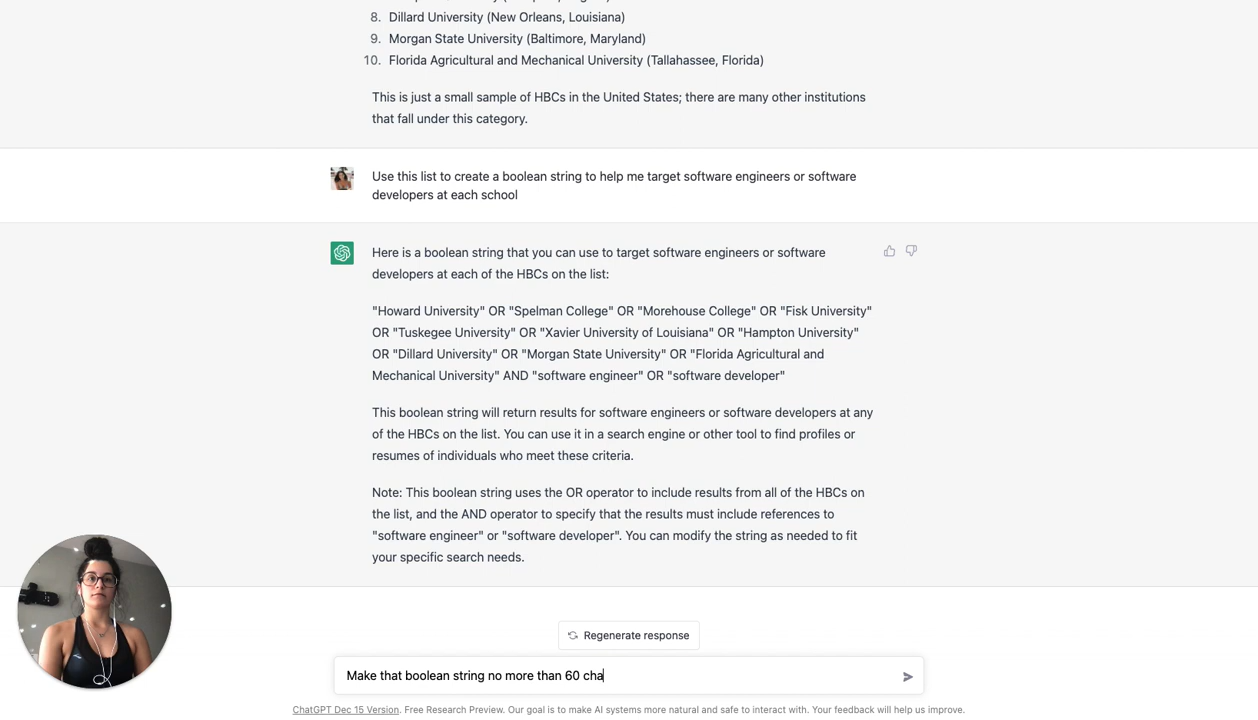 8. Dillard University (New Orleans, Louisiana)
9. Morgan State University (Baltimore, Maryland)
10. Florida Agricultural and Mechanical University (Tallahassee, Florida)
This is just a small sample of HBCs in the United States; there are many other institutions
that fall under this category.
Use this list to create a boolean string to help me target software engineers or software
developers at each school
Here is a boolean string that you can use to target software engineers or software
developers at each of the HBCs on the list:
"Howard University" OR "Spelman College" OR "Morehouse College" OR "Fisk University"
OR "Tuskegee University" OR "Xavier University of Louisiana" OR "Hampton University"
OR "Dillard University" OR "Morgan State University" OR "Florida Agricultural and
Mechanical University" AND "software engineer" OR "software developer"
This boolean string will return results for software engineers or software developers at any
of the HBCs on the list. You can use it in a search engine or other tool to find profiles or
resumes of individuals who meet these criteria.
Note: This boolean string uses the OR operator to include results from all of the HBCs on
the list, and the AND operator to specify that the results must include references to
"software engineer" or "software developer". You can modify the string as needed to fit
your specific search needs.
Regenerate response
Make that boolean string no more than 60 cha
ChatGPT Dec 15 Version. Free Research Preview. Our goal is to make AI systems more natural and safe to interact with. Your feedback will help us improve.